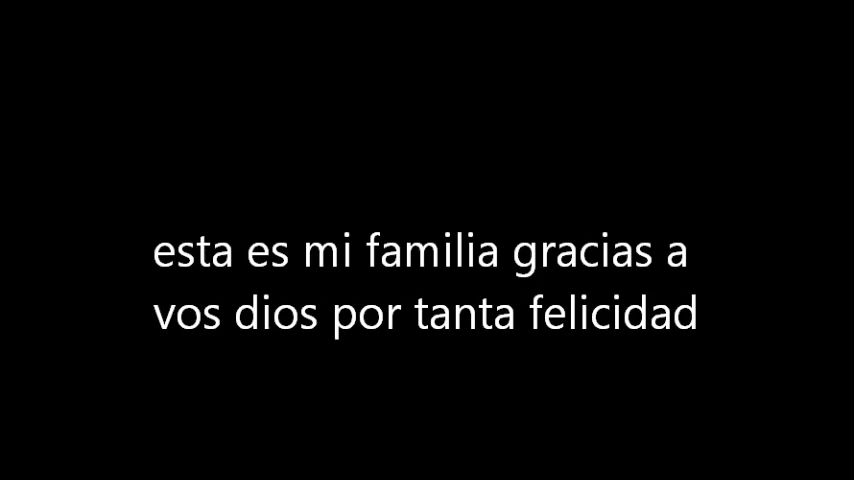 esta es mi familia gracias a
vos dios por tanta felicidad